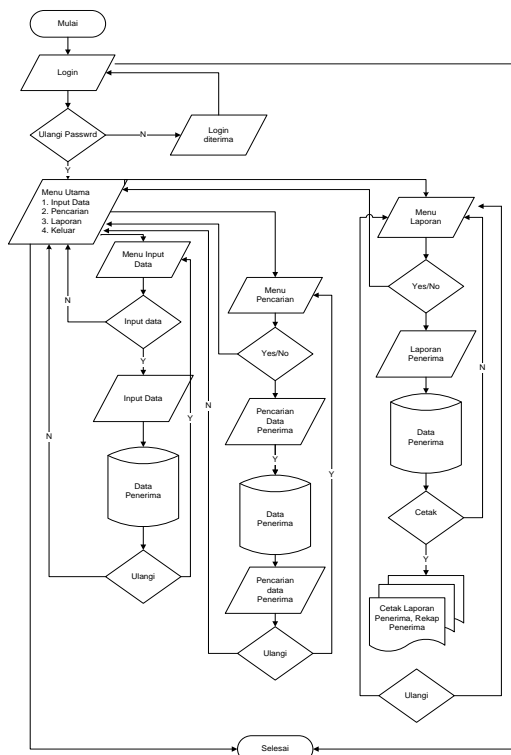 Mulai
Login
Ulangi Passwrd
N
Login
diterima
Y
Menu Utama
1. Input Data
2. Pencarian
3. Laporan
4. Keluar
Menu Input
Data
N
Input data
Y
Input Data
N
Y
Data
Penerima
Ulangi
Menu
Pencarian
Yes/No
N
Pencarian
Data
Penerima
Y
Y
Data
Penerima
Pencarian
data
Penerima
Ulangi
Menu
Laporan
Yes/No
Laporan
Penerima
N
Data
Penerima
Cetak
Y
Cetak Laporan
Penerima, Rekap
Penerima
Ulangi
Selesai